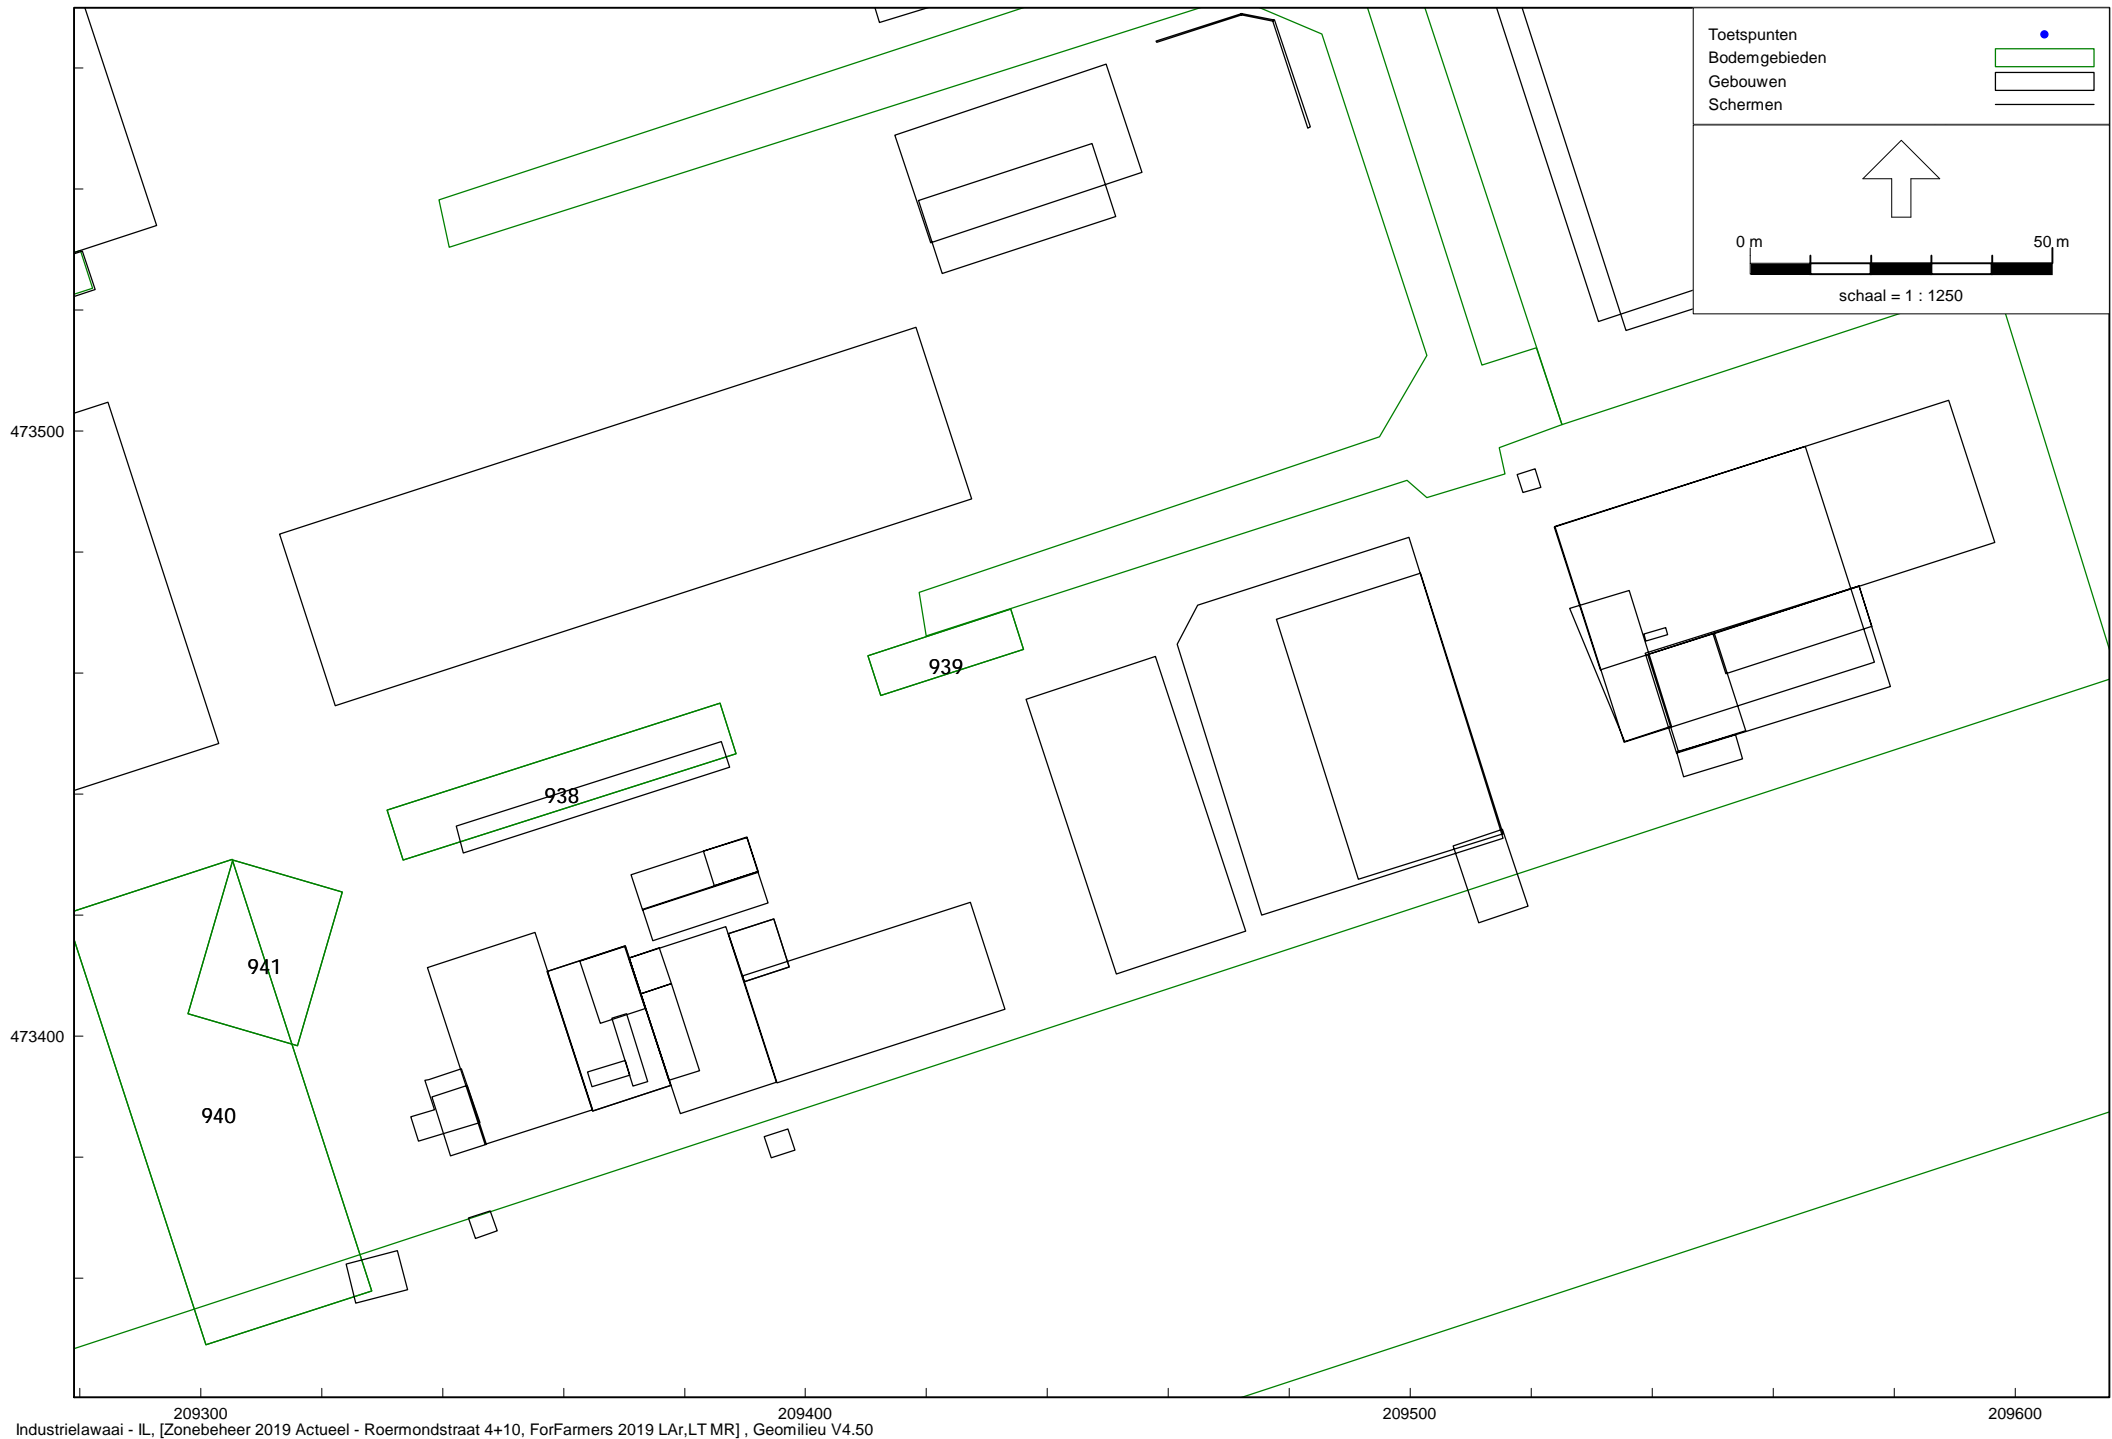 Toetspunten
Bodemgebieden
Gebouwen
Schermen
0 m 50 m
schaal = 1 : 1250
473500
939
938
941
473400
940
209300 209400 209500 209600
Industrielawaai - IL, [Zonebeheer 2019 Actueel - Roermondstraat 4+10, ForFarmers 2019 LAr,LT MR] , Geomilieu V4.50